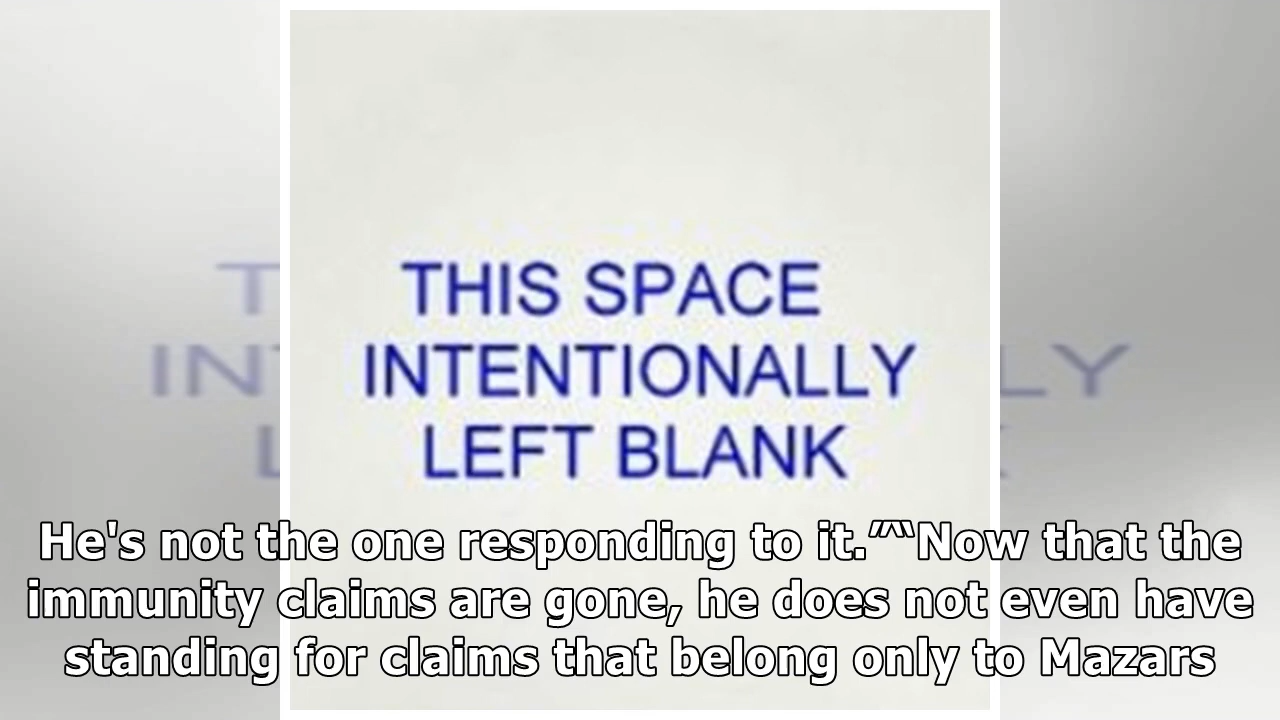 THIS SPACE
INTENTIONALLY
LEFT BLANK
He's not the one responding to it.”“Now that the
immunity claims are gone, he does not even have
standing for claims that belong only to Mazars